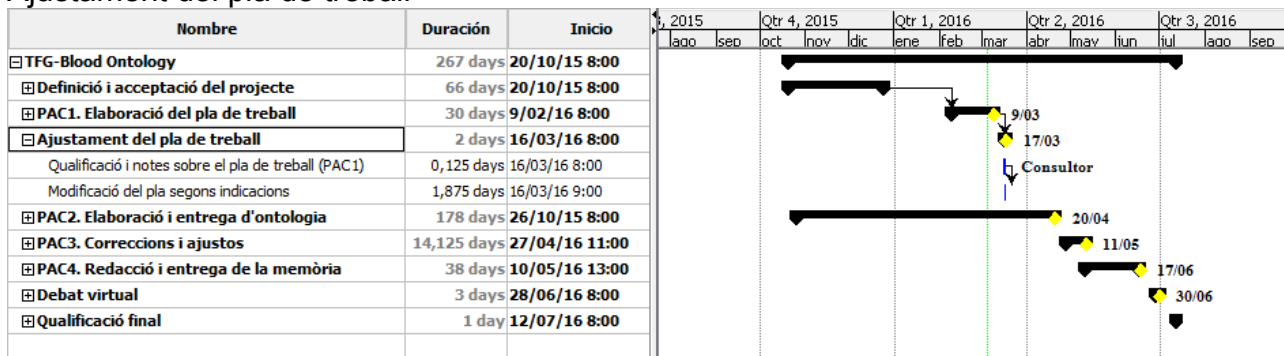 Ajustament del pla de treball
Nombre Duración Inicio
, 2015 Qtr 4, 2015 Qtr 1, 2016 Qtr 2, 2016 Qtr 3, 2016
ago sep oct nov dic ene feb mar abr may jun jul ago sep
TFG-Blood Ontology 267 days 20/10/15 8:00
Definició i acceptació del projecte 66 days 20/10/15 8:00
PAC1. Elaboració del pla de treball 30 days 9/02/16 8:00 9/03
Ajustament del pla de treball 2 days 16/03/16 8:00 17/03
Qualificació i notes sobre el pla de treball (PAC1) 0,125 days 16/03/16 8:00 Consultor
Modificació del pla segons indicacions 1,875 days 16/03/16 9:00
PAC2. Elaboració i entrega d'ontologia 178 days 26/10/15 8:00 20/04
PAC3. Correccions i ajustos 14,125 days 27/04/16 11:00 11/05
PAC4. Redacció i entrega de la memòria 38 days 10/05/16 13:00 17/06
Debat virtual 3 days 28/06/16 8:00 30/06
Qualificació final 1 day 12/07/16 8:00